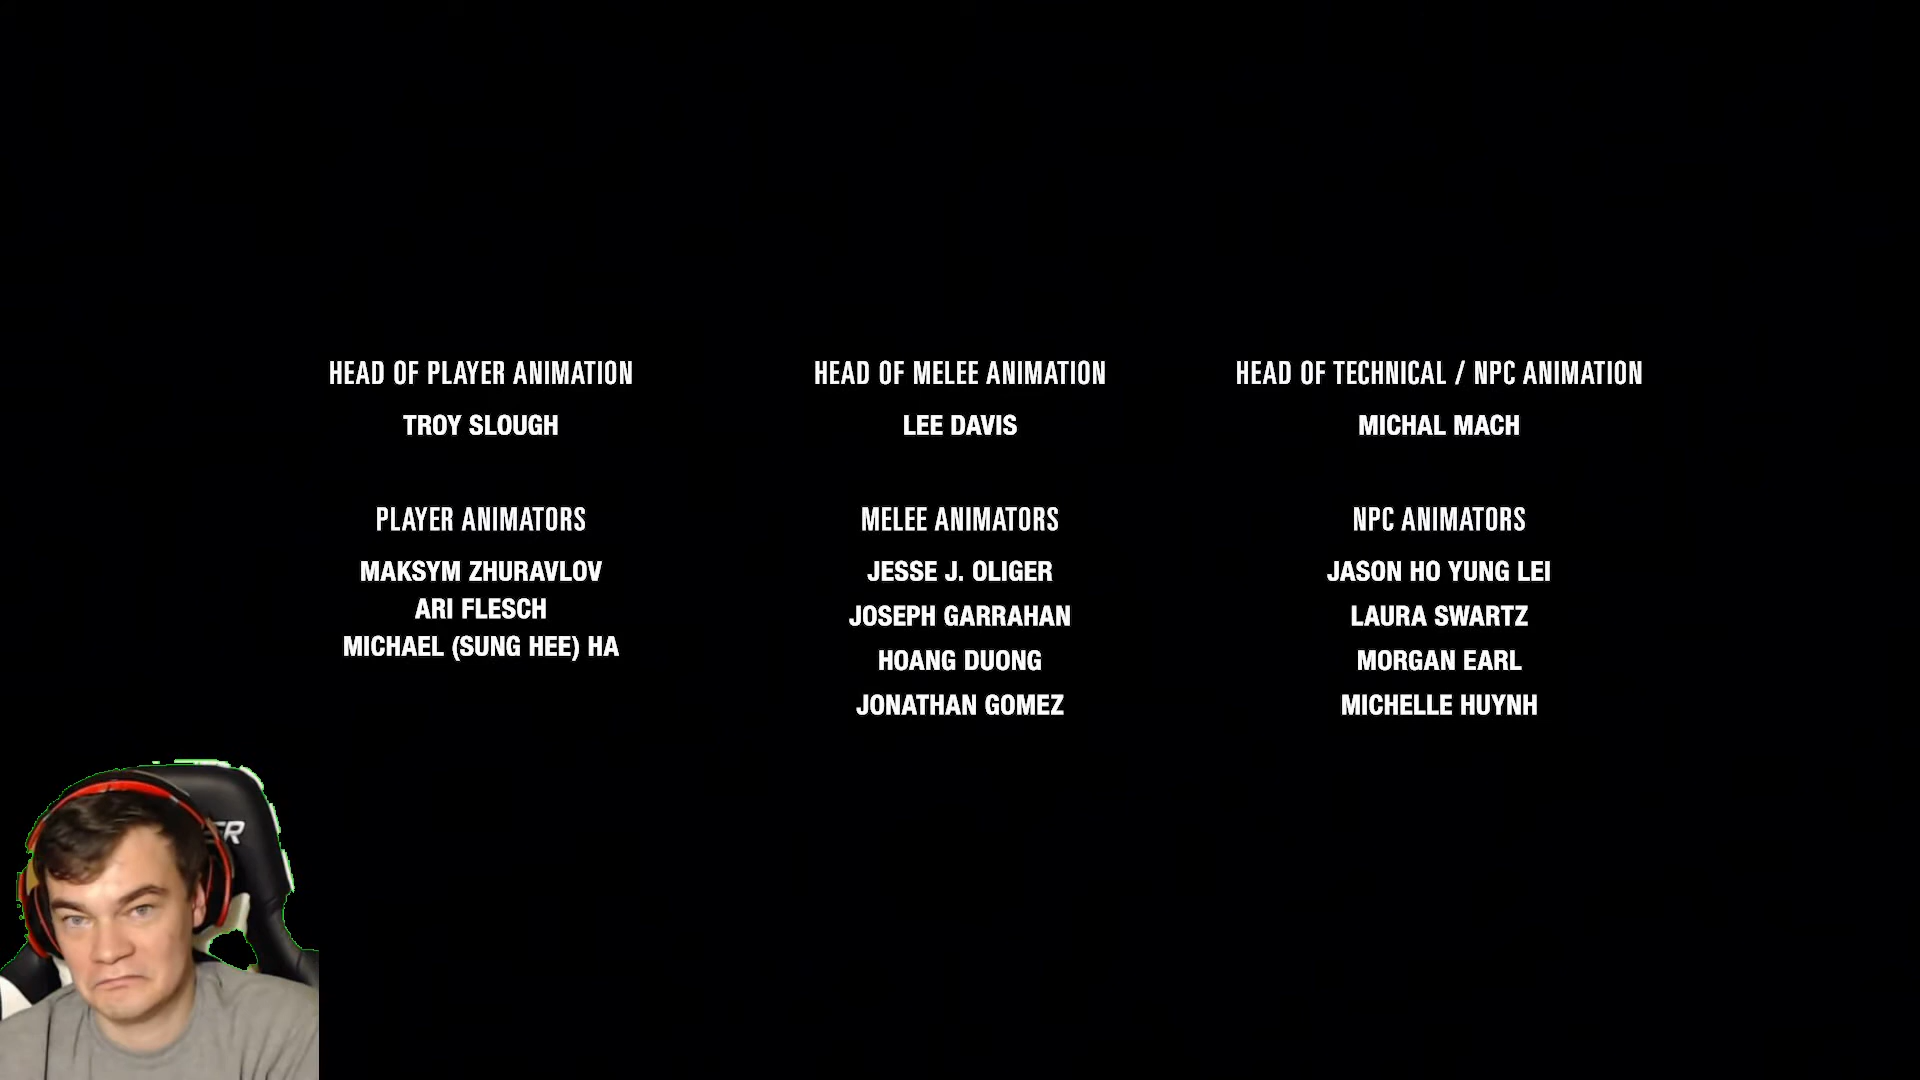 HEAD OF PLAYER ANIMATION
TROY SLOUGH
PLAYER ANIMATORS
MAKSYM ZHURAVLOV
ARI FLESCH
MICHAEL (SUNG HEE) HA
HEAD OF MELEE ANIMATION
LEE DAVIS
MELEE ANIMATORS
JESSE J. OLIGER
JOSEPH GARRAHAN
HOANG DUONG
JONATHAN GOMEZ
HEAD OF TECHNICAL / NPC ANIMATION
MICHAL MACH
NPC ANIMATORS
JASON HO YUNG LEI
LAURA SWARTZ
MORGAN EARL
MICHELLE HUYNH